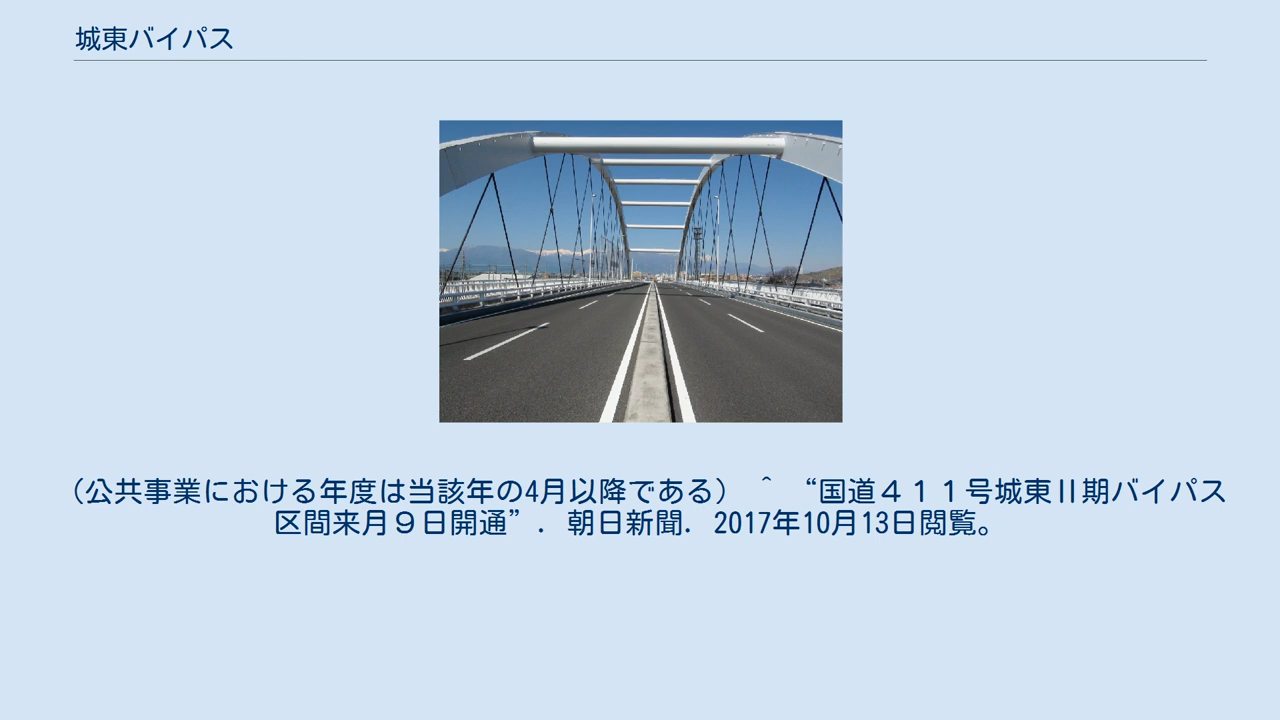 城東バイパス
（公共事業における年度は当該年の4月以降である） ^ “国道４１１号城東Ⅱ期バイパス
区間来月９日開通”. 朝日新聞. 2017年10月13日閲覧。